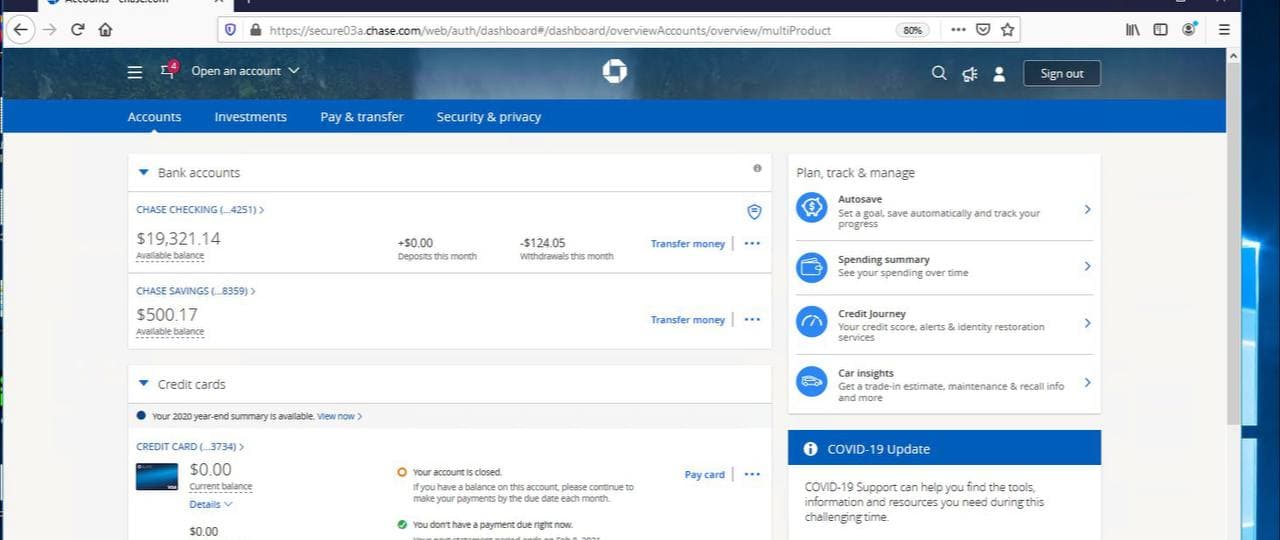 Accounts - chase.com
https://secure03a.chase.com/web/auth/dashboard#/dashboard/overviewAccounts/overview/multiProduct
80%
4
Open an account
Sign out
Accounts
Investments
Pay & transfer
Security & privacy
Bank accounts
CHASE CHECKING (...4251)
$19,321.14
Available balance
+$0.00
Deposits this month
-$124.05
Withdrawals this month
Transfer money
CHASE SAVINGS (...8359)
$500.17
Available balance
Transfer money
Credit cards
Your 2020 year-end summary is available. View now
CREDIT CARD (...3734)
$0.00
Current balance
Details
$0.00
Your account is closed.
If you have a balance on this account, please continue to
make your payments by the due date each month.
You don't have a payment due right now.
Your next statement period ends on Feb 8, 2021
Pay card
Plan, track & manage
Autosave
Set a goal, save automatically and track your
progress
Spending summary
See your spending over time
Credit Journey
Your credit score, alerts & identity restoration
services
Car insights
Get a trade-in estimate, maintenance & recall info
and more
COVID-19 Update
COVID-19 Support can help you find the tools,
information and resources you need during this
challenging time.